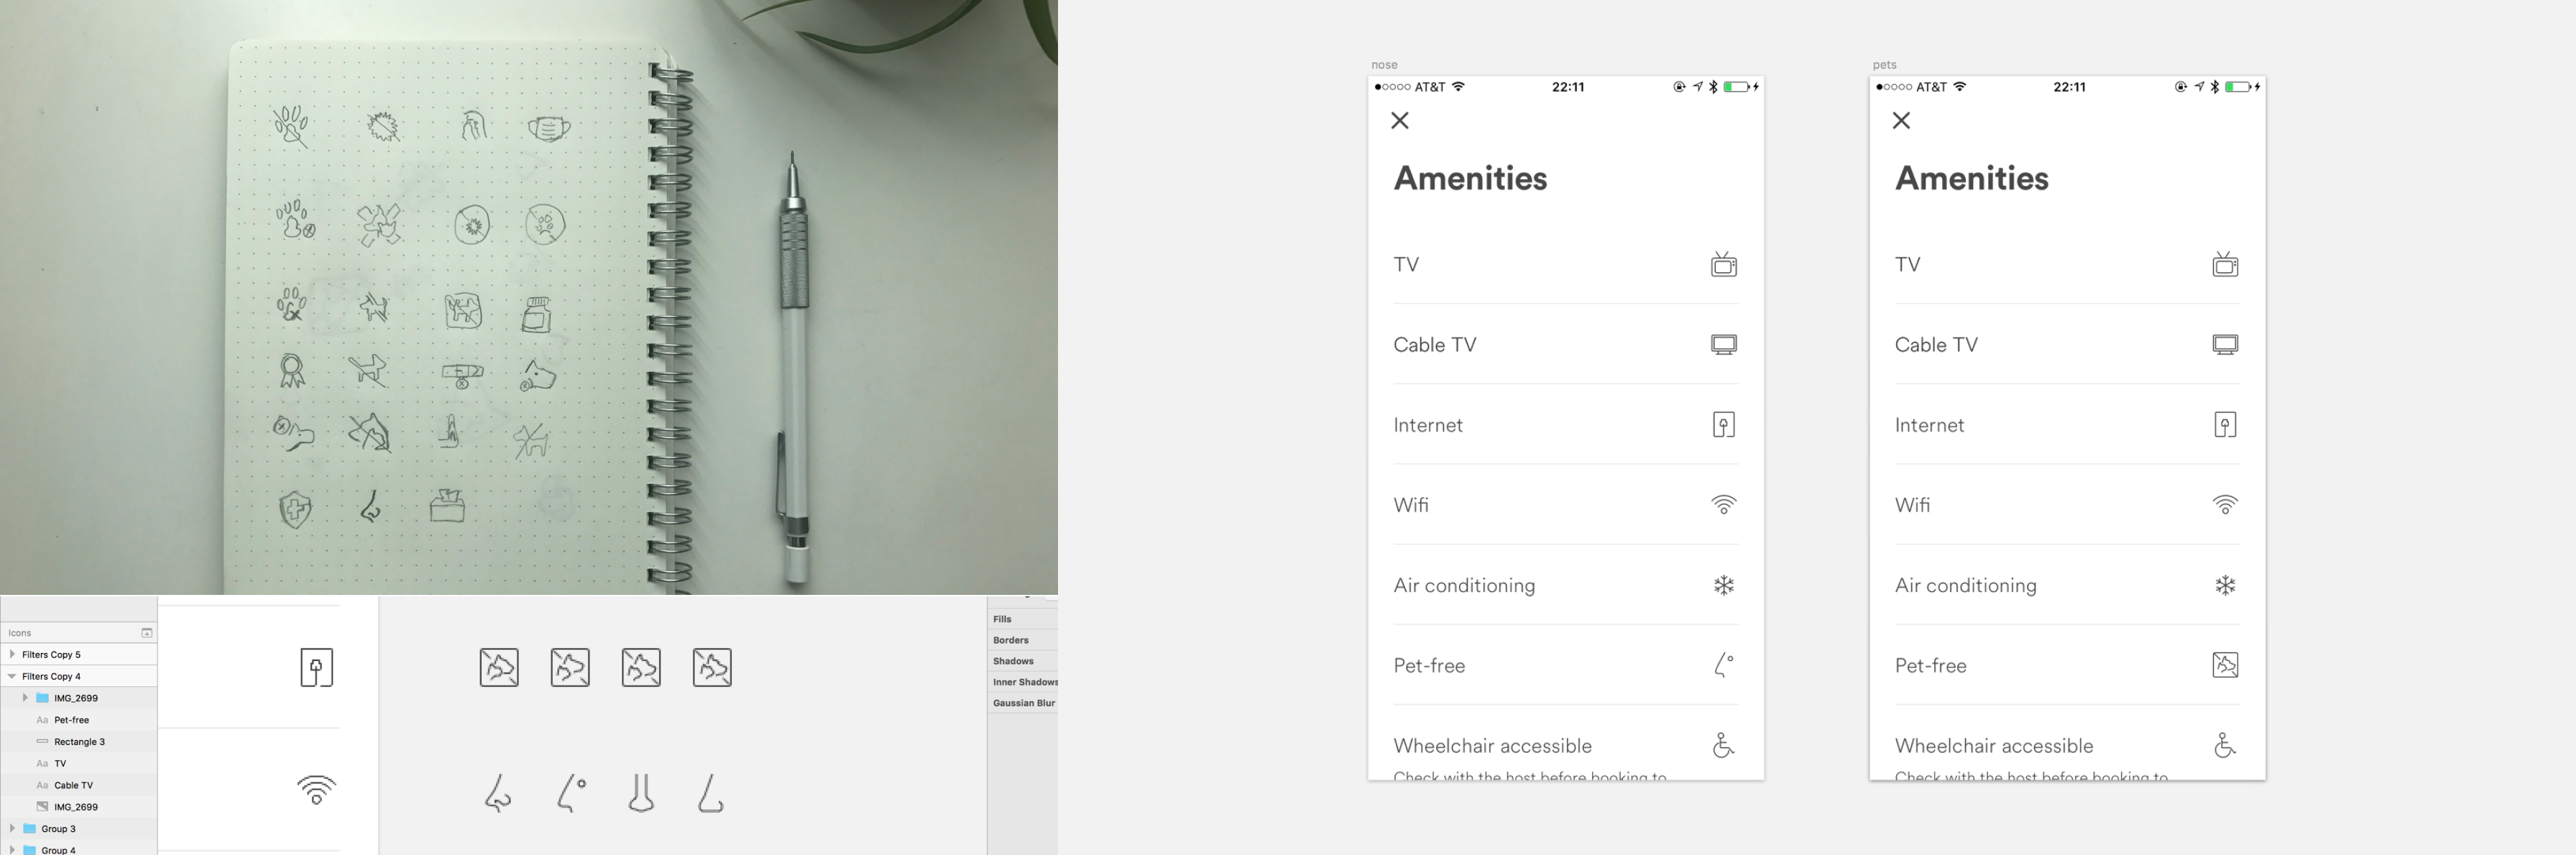 Icons
Filters Copy 5
Filters Copy 4
IMG_2699
Aa Pet-free
Rectangle 3
Aa TV
Aa Cable TV
IMG_2699
Group 3
Group 4
Fills
Borders
Shadows
Inner Shadows
Gaussian Blur
nose
AT&T 22:11
Amenities
TV
Cable TV
Internet
Wifi
Air conditioning
Pet-free
Wheelchair accessible
Check with the host before booking to
pets
AT&T 22:11
Amenities
TV
Cable TV
Internet
Wifi
Air conditioning
Pet-free
Wheelchair accessible
Check with the host before booking to